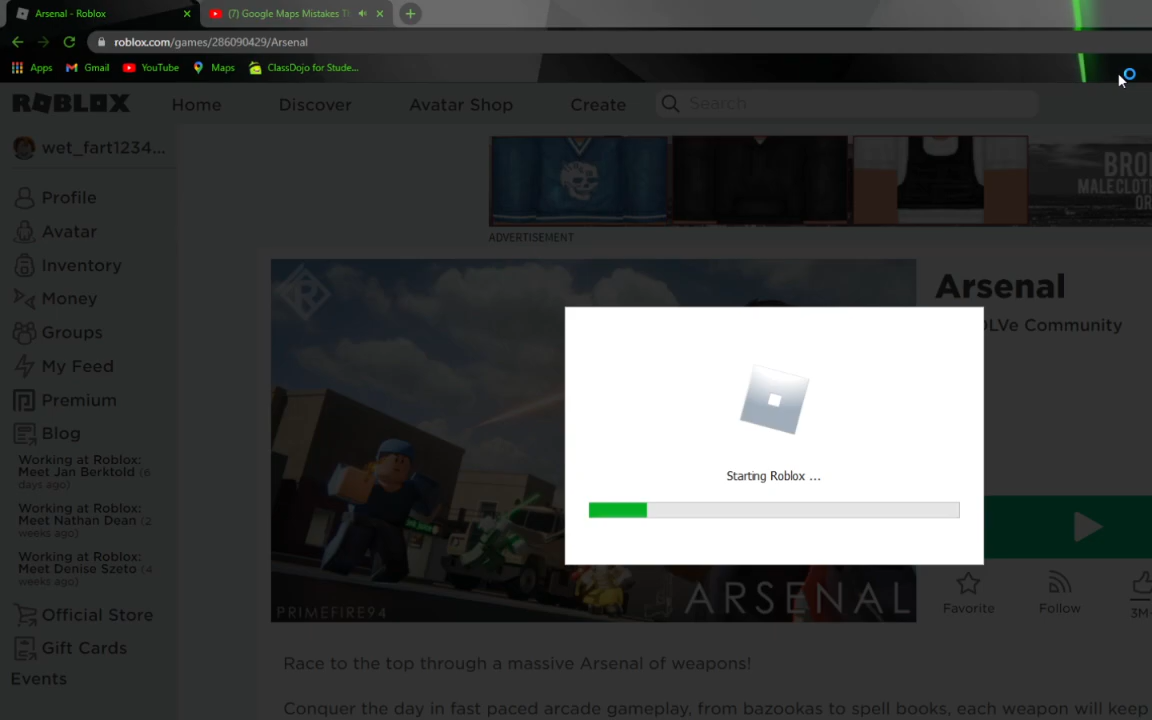 Arsenal - Roblox
(7) Google Maps Mistakes T
roblox.com/games/286090429/Arsenal
Apps Gmail YouTube Maps ClassDojo for Stude...
ROBLOX Home Discover Avatar Shop Create Search
wet_fart1234...
Profile
Avatar
Inventory
Money
Groups
My Feed
Premium
Blog
Working at Roblox:
Meet Jan Berktold (6
days ago)
Working at Roblox:
Meet Nathan Dean (2
weeks ago)
Working at Roblox:
Meet Denise Szeto (4
weeks ago)
Official Store
Gift Cards
Events
MALE
ADVERTISEMENT
Arsenal
OLVe Community
Starting Roblox ...
PRIMEFIRE94
ARSENAL
Favorite Follow 3M
Race to the top through a massive Arsenal of weapons!
Conquer the day in fast paced arcade gameplay, from bazookas to spell books, each weapon will keep